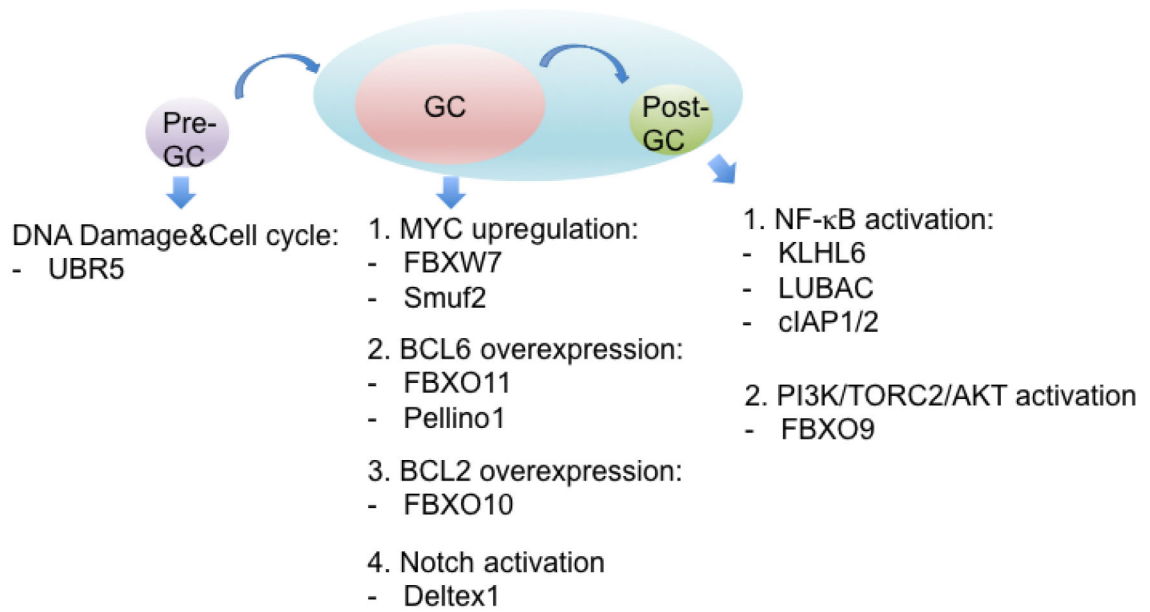 Pre-
GC
GC
Post-
GC
DNA Damage&Cell cycle:
- UBR5
1. MYC upregulation:
- FBXW7
- Smuf2
2. BCL6 overexpression:
- FBXO11
- Pellino1
3. BCL2 overexpression:
- FBXO10
4. Notch activation
- Deltex1
1. NF-κB activation:
- KLHL6
- LUBAC
- cIAP1/2
2. PI3K/TORC2/AKT activation
- FBXO9